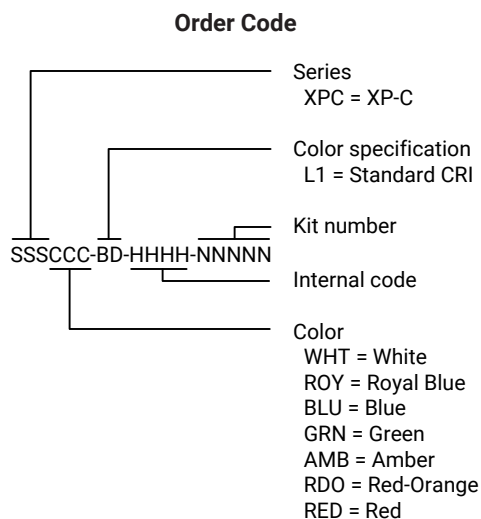 Order Code
Series
XPC = XP-C
Color specification
L1 = Standard CRI
Kit number
SSSCCC-BD-HHHH-NNNNN
Internal code
Color
WHT = White
ROY = Royal Blue
BLU = Blue
GRN = Green
AMB = Amber
RDO = Red-Orange
RED = Red